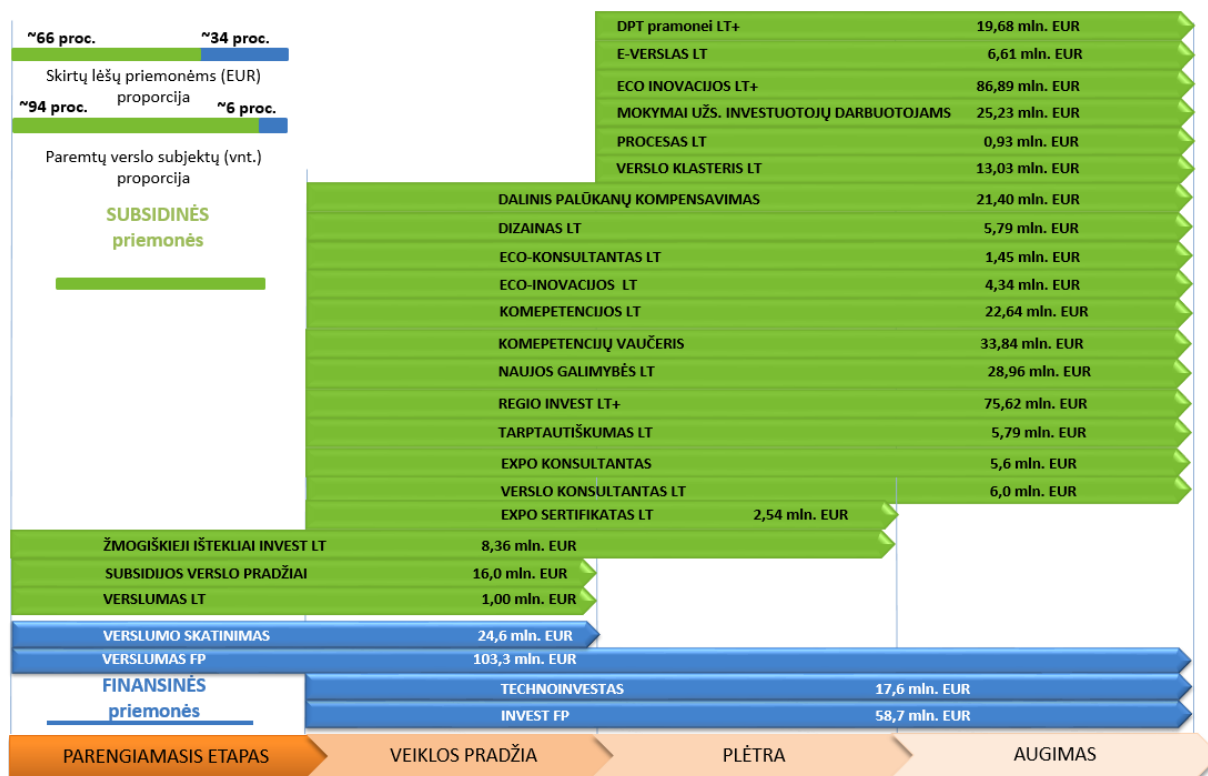 ~66 proc. ~34 proc.
Skirtų lėšų priemonėms (EUR)
proporcija
~94 proc. ~6 proc.
Paremtų verslo subjektų (vnt.)
proporcija
SUBSIDINĖS
priemonės
DPT pramonei LT+ 19,68 mln. EUR
E-VERSLAS LT 6,61 mln. EUR
ECO INOVACIJOS LT+ 86,89 mln. EUR
MOKYMAI UŽS. INVESTUOTOJŲ DARBUOTOJAMS 25,23 mln. EUR
PROCESAS LT 0,93 mln. EUR
VERSLO KLASTERIS LT 13,03 mln. EUR
DALINIS PALŪKANŲ KOMPENSAVIMAS 21,40 mln. EUR
DIZAINAS LT 5,79 mln. EUR
ECO-KONSULTANTAS LT 1,45 mln. EUR
ECO-INOVACIJOS LT 4,34 mln. EUR
KOMEPETENCIJOS LT 22,64 mln. EUR
KOMEPETENCIJŲ VAUČERIS 33,84 mln. EUR
NAUJOS GALIMYBĖS LT 28,96 mln. EUR
REGIO INVEST LT+ 75,62 mln. EUR
TARPTAUTIŠKUMAS LT 5,79 mln. EUR
EXPO KONSULTANTAS 5,6 mln. EUR
VERSLO KONSULTANTAS LT 6,0 mln. EUR
EXPO SERTIFIKATAS LT 2,54 mln. EUR
ŽMOGIŠKIEJI IŠTEKLIAI INVEST LT 8,36 mln. EUR
SUBSIDIJOS VERSLO PRADŽIAI 16,0 mln. EUR
VERSLUMAS LT 1,00 mln. EUR
VERSLUMO SKATINIMAS 24,6 mln. EUR
VERSLUMAS FP 103,3 mln. EUR
FINANSINĖS
priemonės
TECHNOINVESTAS 17,6 mln. EUR
INVEST FP 58,7 mln. EUR
PARENGIAMASIS ETAPAS VEIKLOS PRADŽIA PLĖTRA AUGIMAS